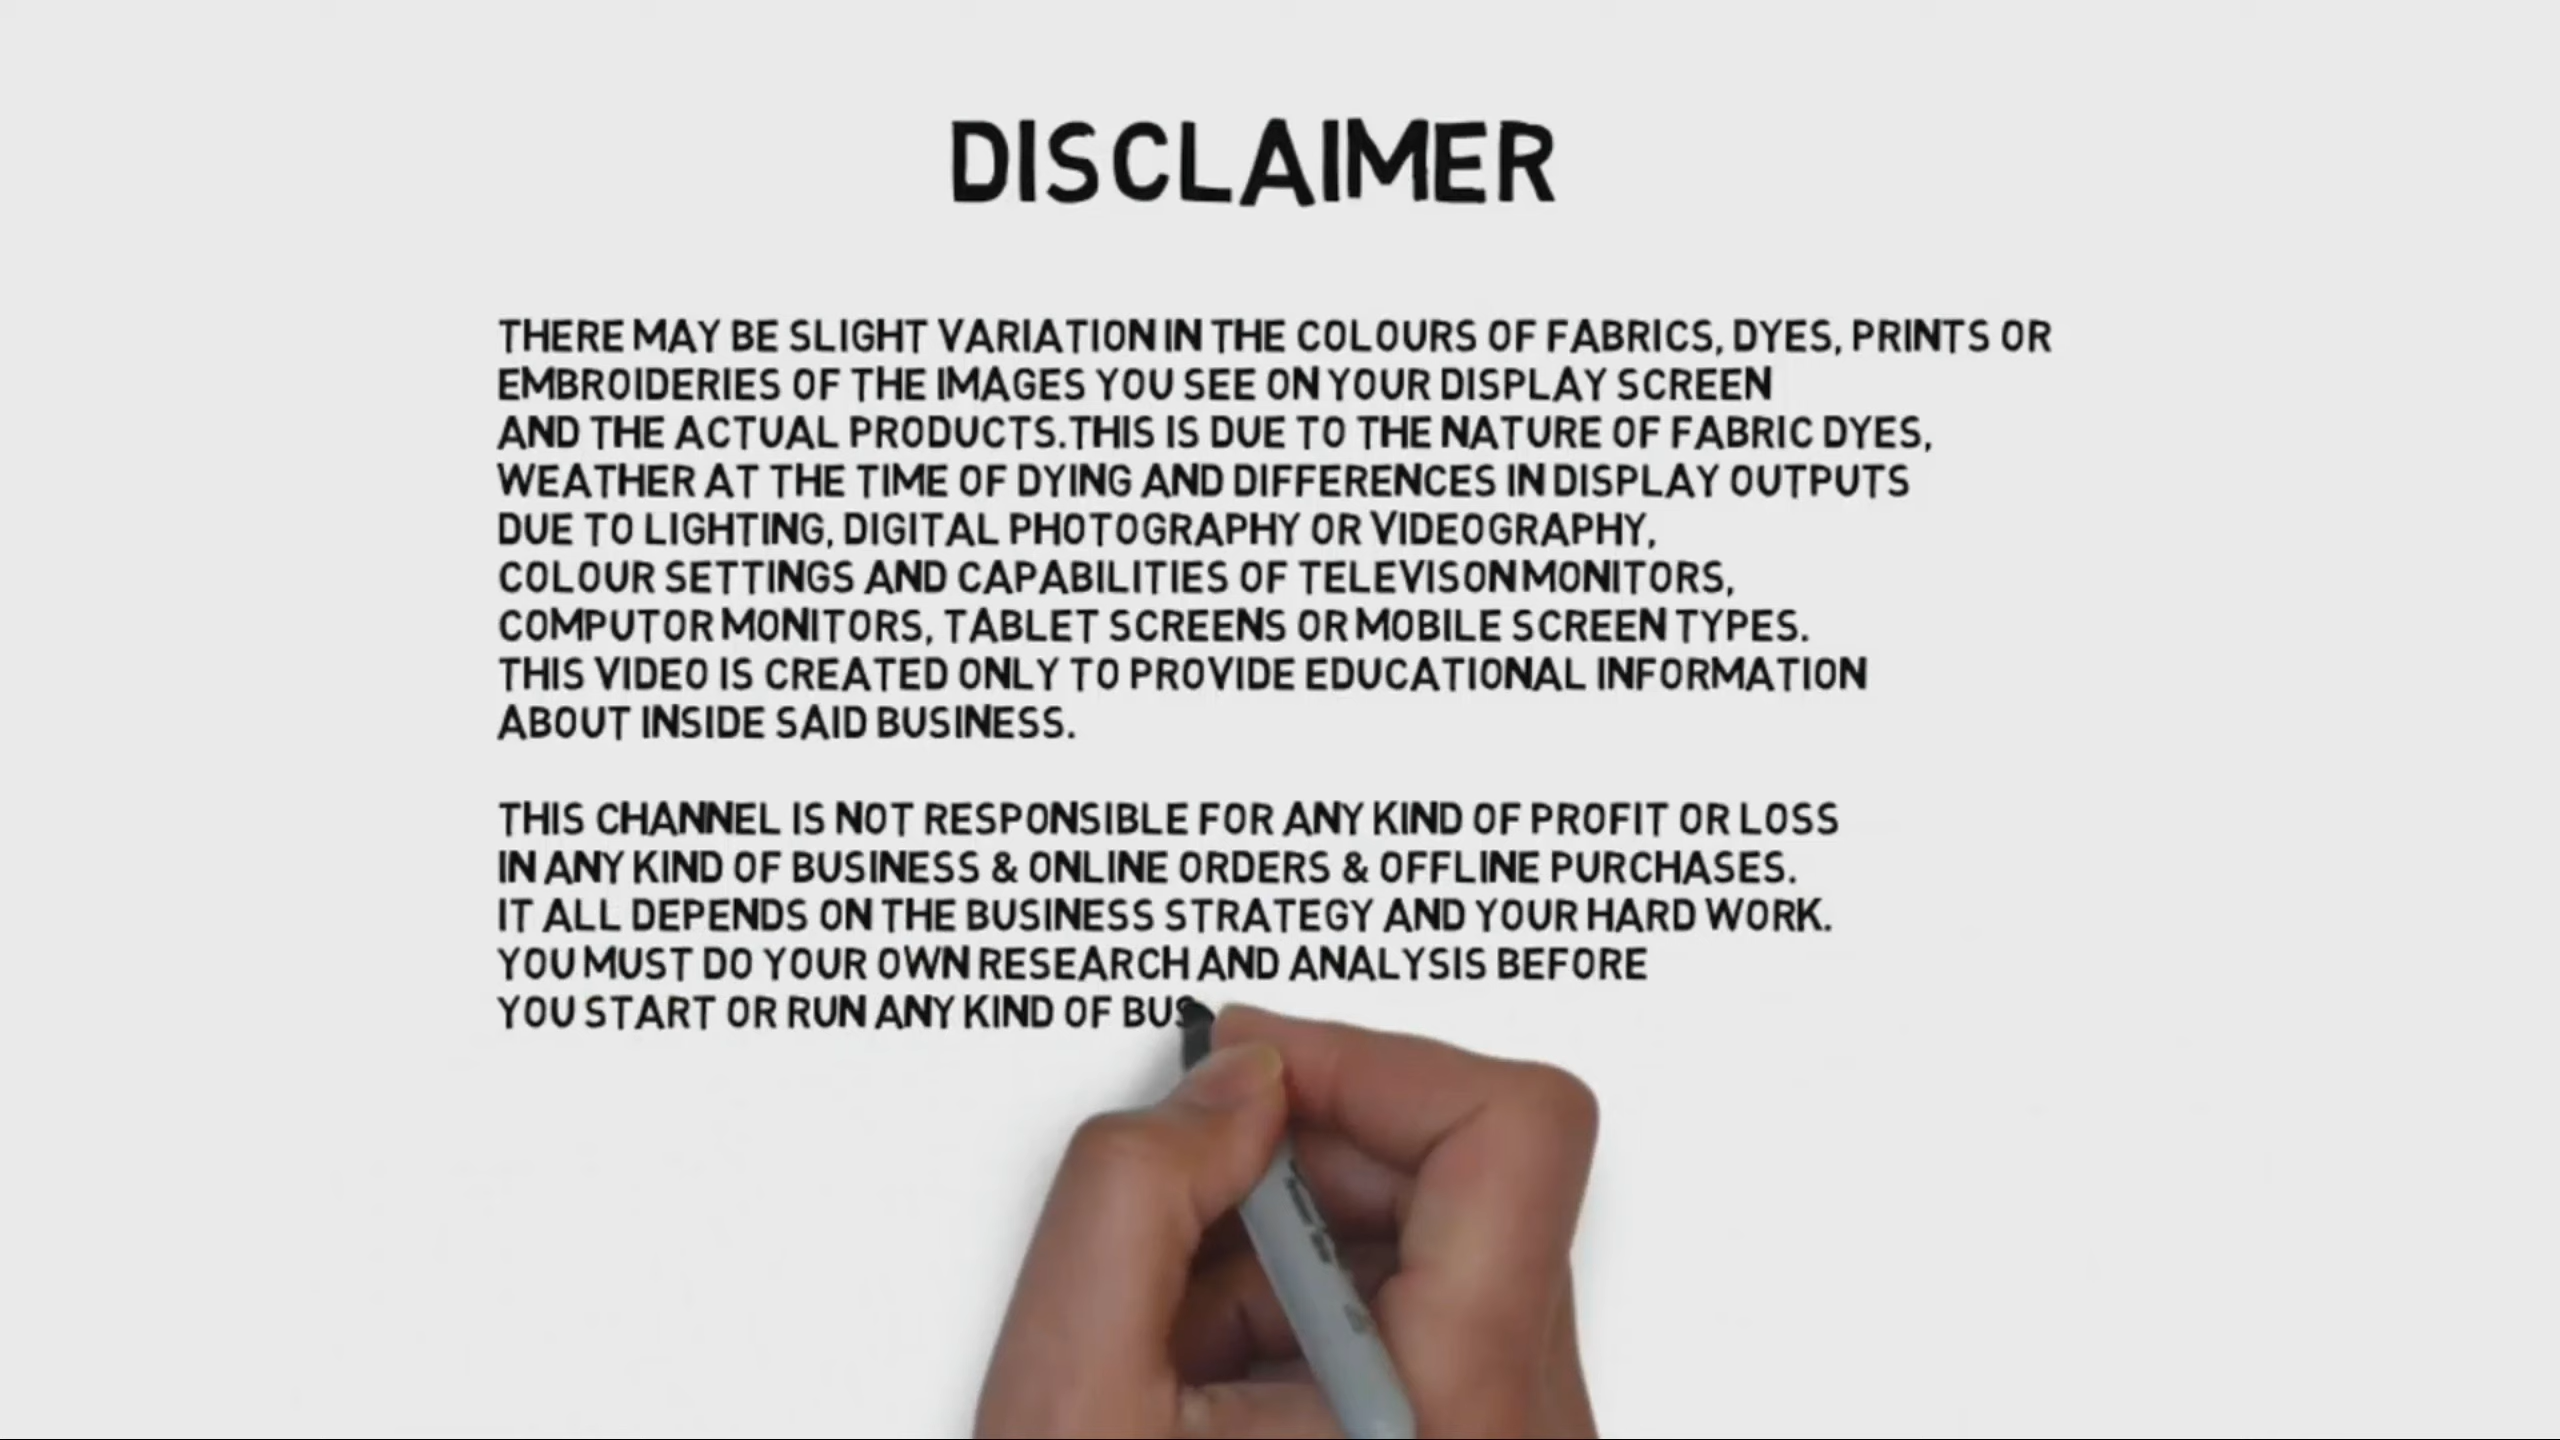 DISCLAIMER
THERE MAY BE SLIGHT VARIATION IN THE COLOURS OF FABRICS, DYES, PRINTS OR
EMBROIDERIES OF THE IMAGES YOU SEE ON YOUR DISPLAY SCREEN
AND THE ACTUAL PRODUCTS.THIS IS DUE TO THE NATURE OF FABRIC DYES,
WEATHER AT THE TIME OF DYING AND DIFFERENCES IN DISPLAY OUTPUTS
DUE TO LIGHTING, DIGITAL PHOTOGRAPHY OR VIDEOGRAPHY,
COLOUR SETTINGS AND CAPABILITIES OF TELEVISON MONITORS,
COMPUTOR MONITORS, TABLET SCREENS OR MOBILE SCREEN TYPES.
THIS VIDEO IS CREATED ONLY TO PROVIDE EDUCATIONAL INFORMATION
ABOUT INSIDE SAID BUSINESS.
THIS CHANNEL IS NOT RESPONSIBLE FOR ANY KIND OF PROFIT OR LOSS
IN ANY KIND OF BUSINESS & ONLINE ORDERS & OFFLINE PURCHASES.
IT ALL DEPENDS ON THE BUSINESS STRATEGY AND YOUR HARD WORK.
YOU MUST DO YOUR OWN RESEARCH AND ANALYSIS BEFORE
YOU START OR RUN ANY KIND OF BUS